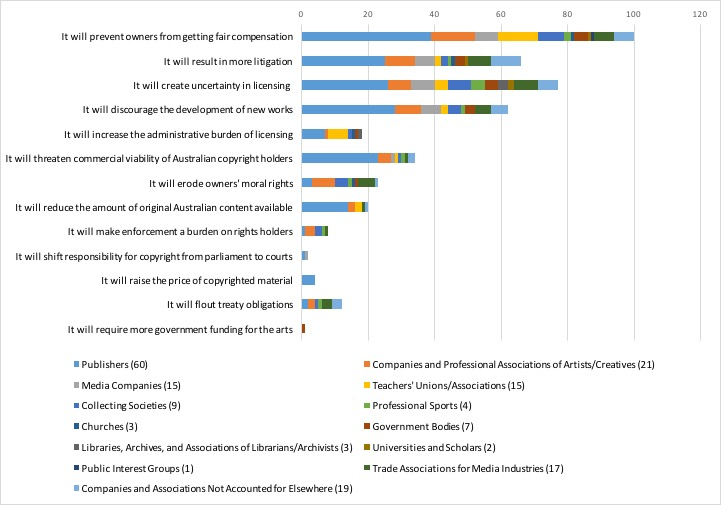 0 20 40 60 80 100 120
It will prevent owners from getting fair compensation
It will result in more litigation
It will create uncertainty in licensing
It will discourage the development of new works
It will increase the administrative burden of licensing
It will threaten commercial viability of Australian copyright holders
It will erode owners' moral rights
It will reduce the amount of original Australian content available
It will make enforcement a burden on rights holders
It will shift responsibility for copyright from parliament to courts
It will raise the price of copyrighted material
It will flout treaty obligations
It will require more government funding for the arts
Publishers (60) Companies and Professional Associations of Artists/Creatives (21)
Media Companies (15) Teachers' Unions/Associations (15)
Collecting Societies (9) Professional Sports (4)
Churches (3) Government Bodies (7)
Libraries, Archives, and Associations of Librarians/Archivists (3) Universities and Scholars (2)
Public Interest Groups (1) Trade Associations for Media Industries (17)
Companies and Associations Not Accounted for Elsewhere (19)